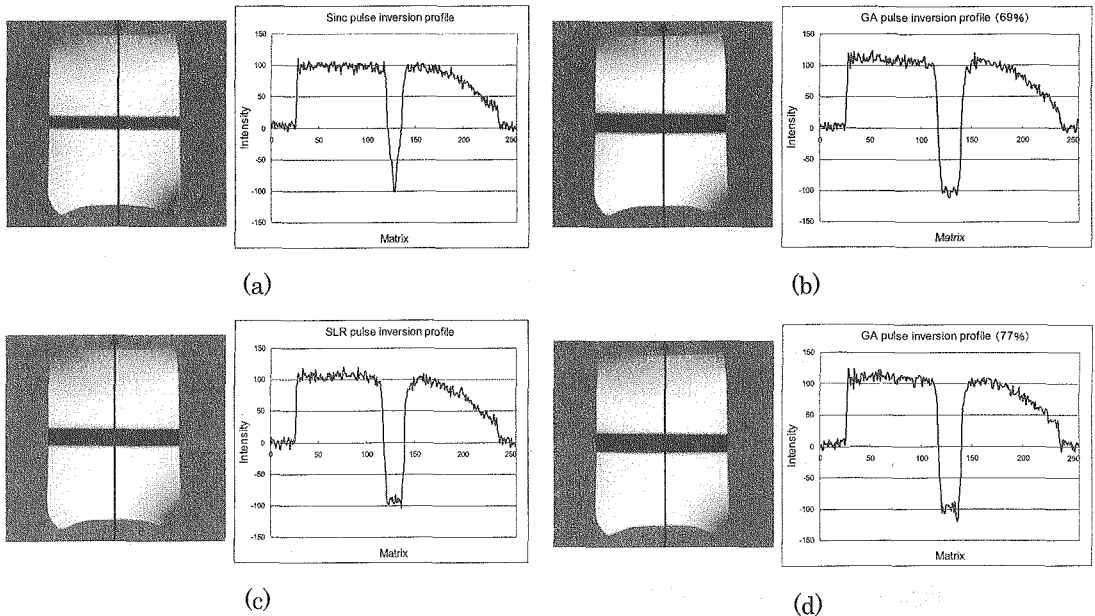 Sinc pulse inversion profile
150
100
50
0
-50
-100
-150
0 50 100 150 200 250
Intensity
Matrix
(a)
GA pulse inversion profile (69%)
150
100
50
0
-50
-100
-150
0 50 100 150 200 250
Intensity
Matrix
(b)
SLR pulse inversion profile
150
100
50
0
-50
-100
-150
0 50 100 150 200 250
Intensity
Matrix
(c)
GA pulse inversion profile (77%)
150
100
50
0
-50
-100
-150
0 50 100 150 200 250
Intensity
Matrix
(d)